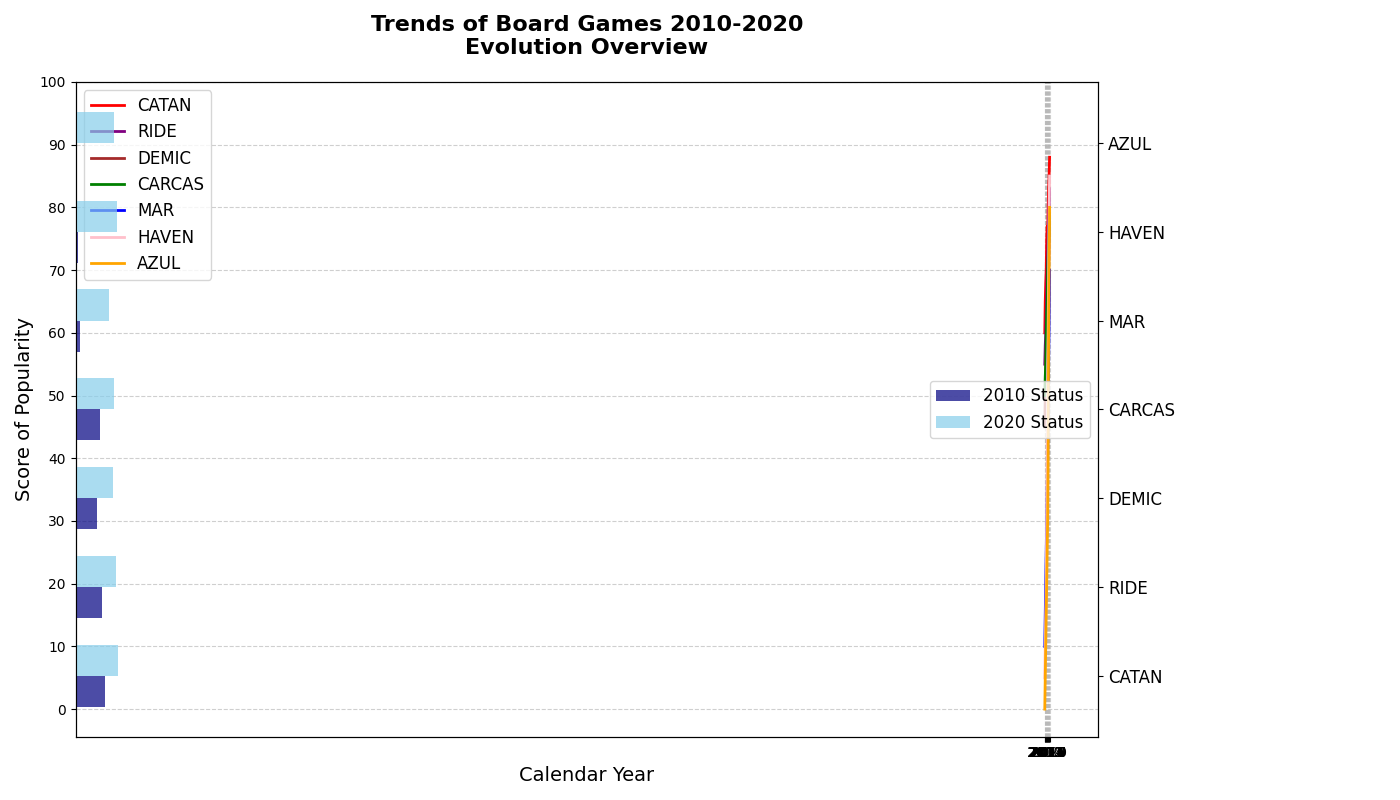 Trends of Board Games 2010-2020
Evolution Overview
Score of Popularity
100
90
80
70
60
50
40
30
20
10
0
CATAN
RIDE
DEMIC
CARCAS
MAR
HAVEN
AZUL
2010 Status
2020 Status
AZUL
HAVEN
MAR
CARCAS
DEMIC
RIDE
CATAN
Calendar Year